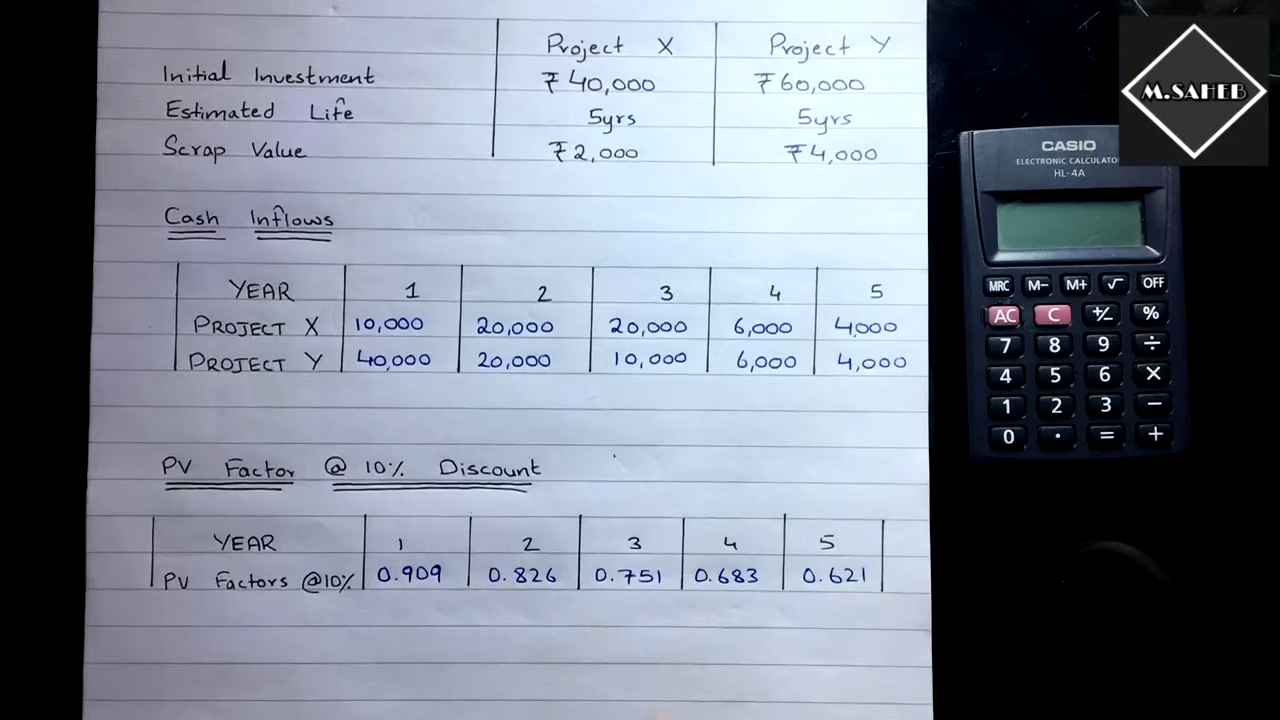 Project X Project Y
Initial Investment ₹40,000 ₹60,000
Estimated Life 5yrs 5yrs
Scrap Value ₹2,000 ₹4,000
Cash Inflows
YEAR 1 2 3 4 5
PROJECT X 10,000 20,000 20,000 6,000 4,000
PROJECT Y 40,000 20,000 10,000 6,000 4,000
PV Factor @ 10% Discount
YEAR 1 2 3 4 5
PV Factors @10% 0.909 0.826 0.751 0.683 0.621
M.SAHEB
CASIO
ELECTRONIC CALCULATO
HL-4A
MRC M− M+ √ OFF
AC C +/− %
7 8 9 ÷
4 5 6 ×
1 2 3 −
0 · = +